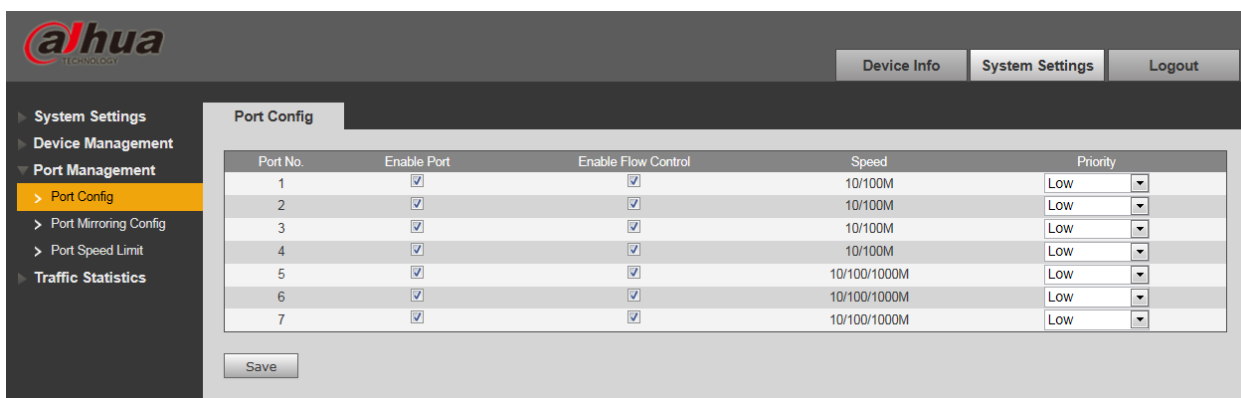 alhua
TECHNOLOGY
Device Info System Settings Logout
System Settings
Device Management
Port Management
> Port Config
> Port Mirroring Config
> Port Speed Limit
Traffic Statistics
Port Config
Port No. Enable Port Enable Flow Control Speed Priority
1 10/100M Low
2 10/100M Low
3 10/100M Low
4 10/100M Low
5 10/100/1000M Low
6 10/100/1000M Low
7 10/100/1000M Low
Save